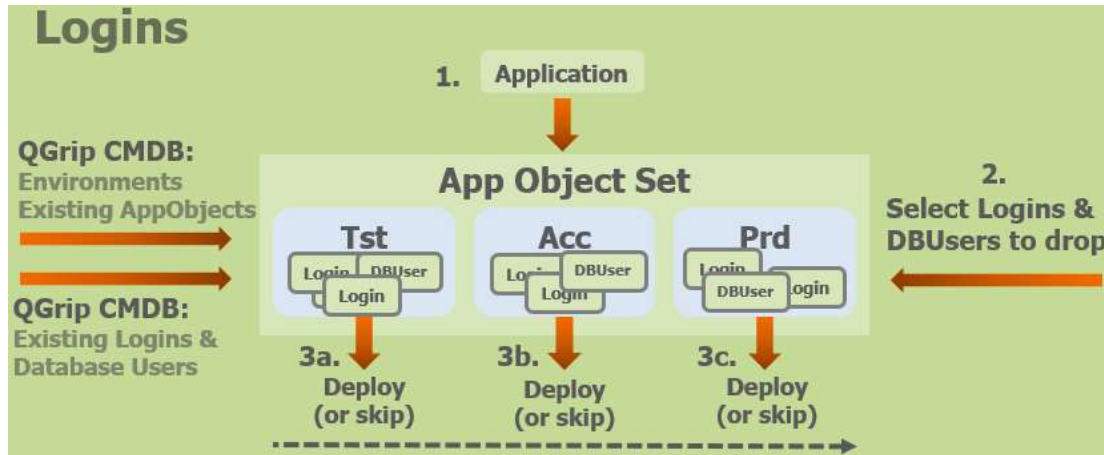 Logins
1. Application
QGrip CMDB:
Environments
Existing AppObjects
QGrip CMDB:
Existing Logins &
Database Users
App Object Set
Tst
Login
DBUser
Login
Acc
DBUser
Login
Prd
Login
Login
DBUser
2.
Select Logins &
DBUsers to drop
3a.
Deploy
(or skip)
3b.
Deploy
(or skip)
3c.
Deploy
(or skip)